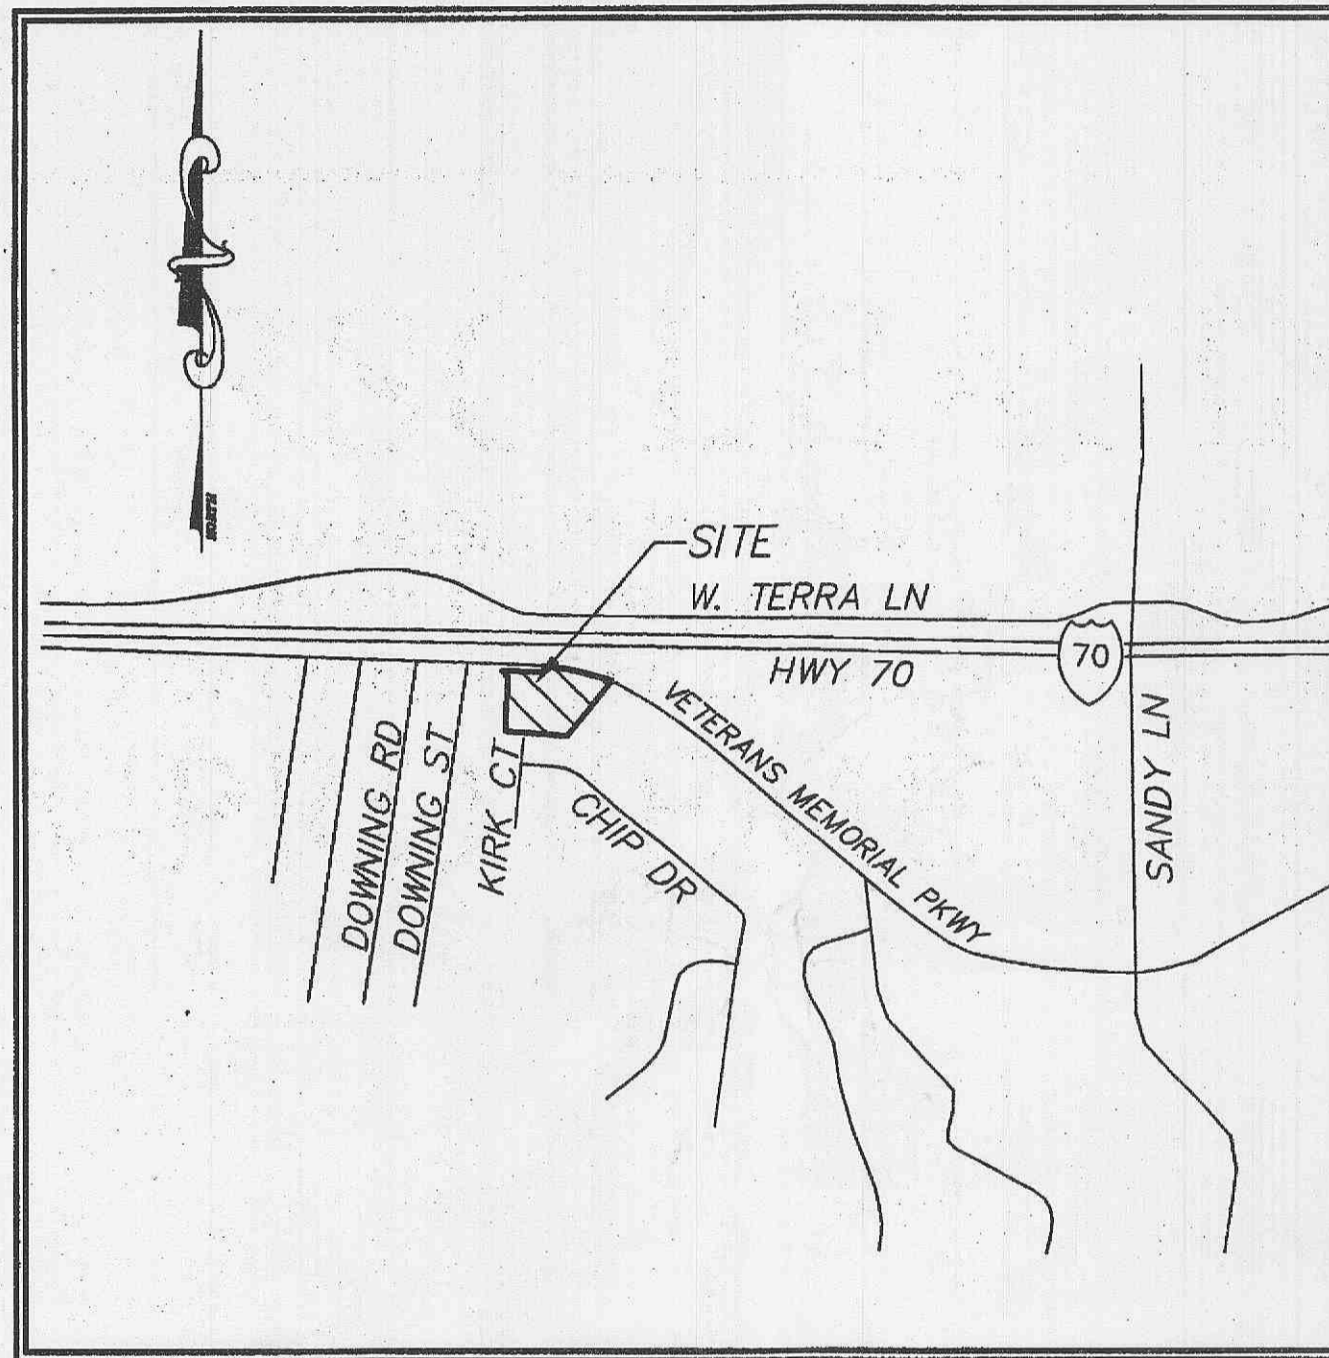 NORTH
SITE
W. TERRA LN
HWY 70
70
VETERANS MEMORIAL PKWY
SANDY LN
DOWNING RD
DOWNING ST
KIRK CT
CHIP DR